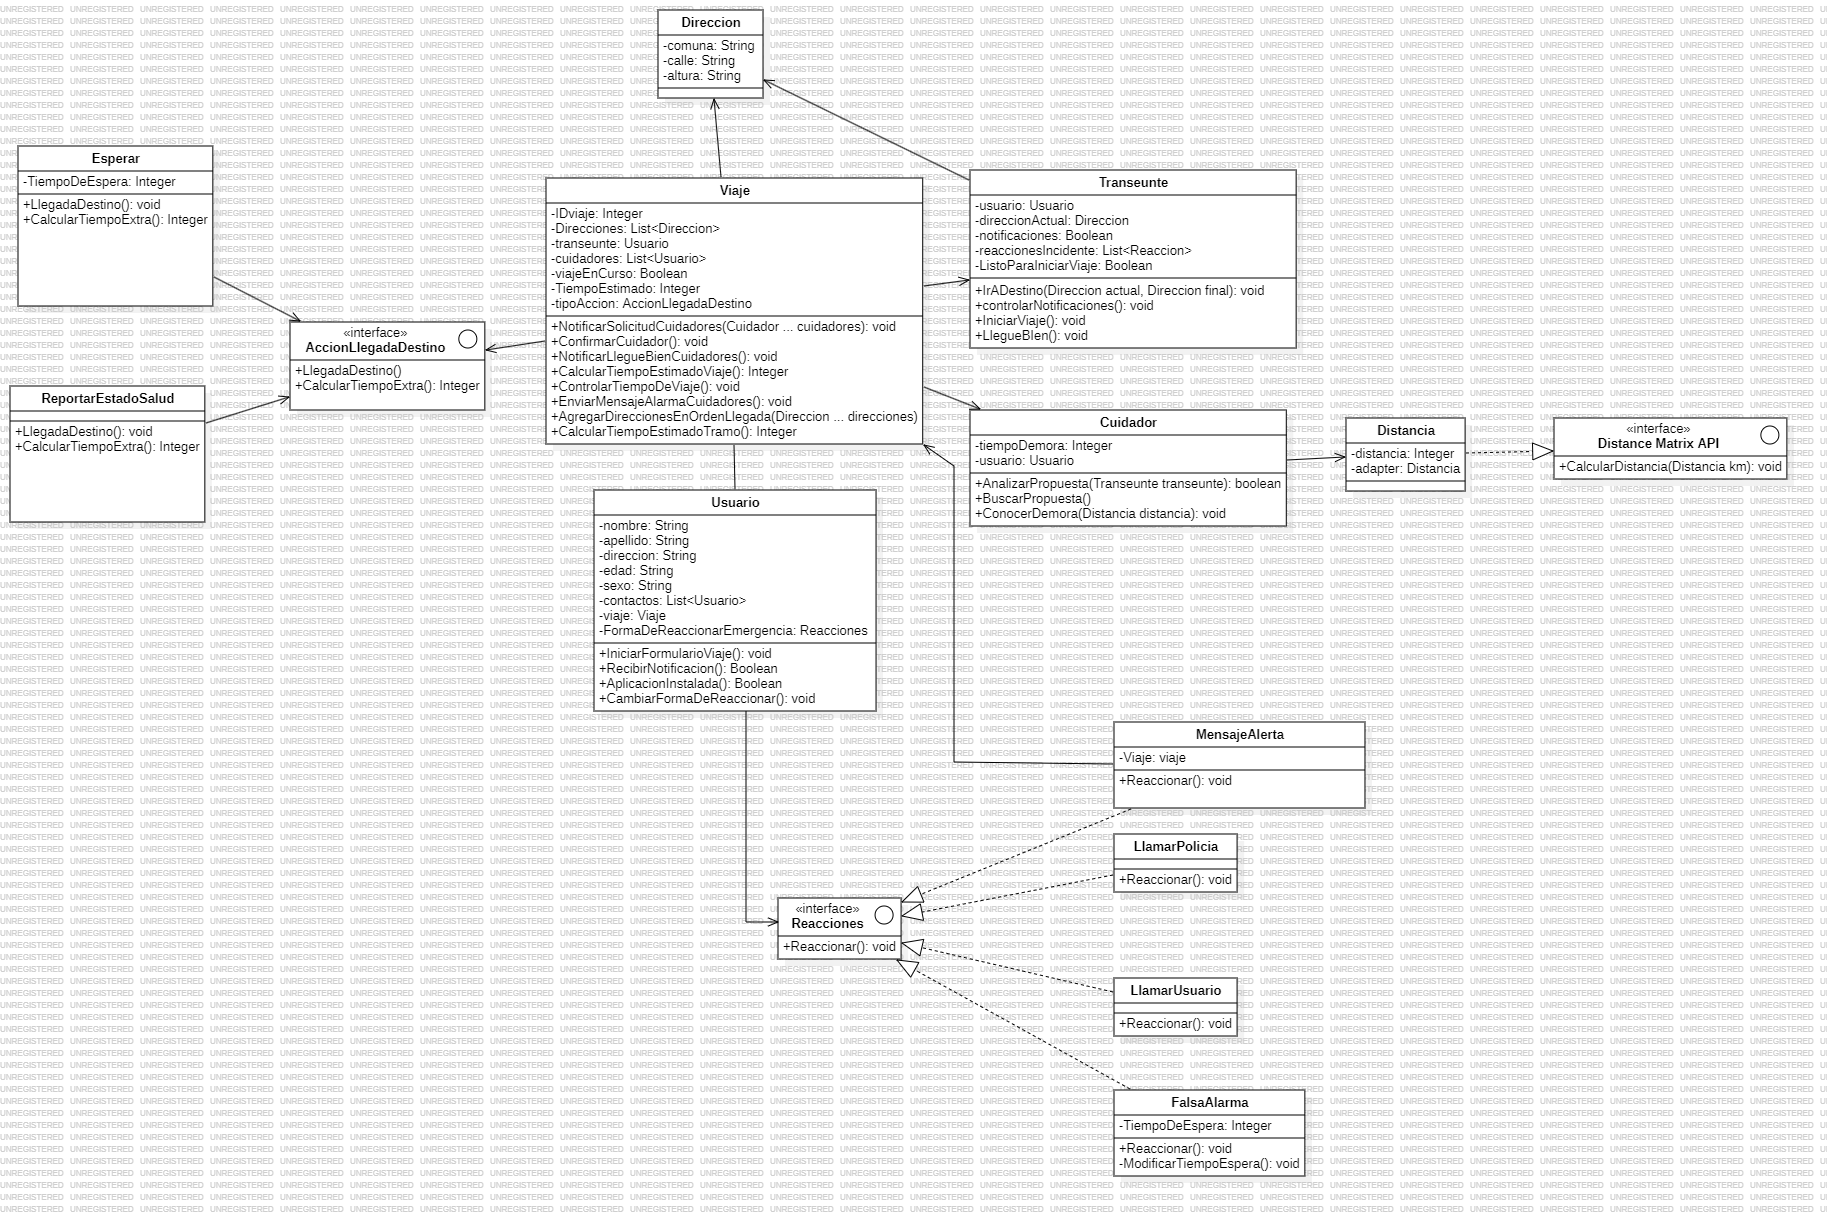 Direccion
-comuna: String
-calle: String
-altura: String
Esperar
-TiempoDeEspera: Integer
+LlegadaDestino(): void
+CalcularTiempoExtra(): Integer
«interface»
AccionLlegadaDestino
+LlegadaDestino()
+CalcularTiempoExtra(): Integer
ReportarEstadoSalud
+LlegadaDestino(): void
+CalcularTiempoExtra(): Integer
Viaje
-IDviaje: Integer
-Direcciones: List<Direccion>
-transeunte: Usuario
-cuidadores: List<Usuario>
-viajeEnCurso: Boolean
-TiempoEstimado: Integer
-tipoAccion: AccionLlegadaDestino
+NotificarSolicitudCuidadores(Cuidador ... cuidadores): void
+ConfirmarCuidador(): void
+NotificarLlegueBienCuidadores(): void
+CalcularTiempoEstimadoViaje(): Integer
+ControlarTiempoDeViaje(): void
+EnviarMensajeAlarmaCuidadores(): void
+AgregarDireccionesEnOrdenLlegada(Direccion ... direcciones)
+CalcularTiempoEstimadoTramo(): Integer
Transeunte
-usuario: Usuario
-direccionActual: Direccion
-notificaciones: Boolean
-reaccionesIncidente: List<Reaccion>
-ListoParaIniciarViaje: Boolean
+IrADestino(Direccion actual, Direccion final): void
+controlarNotificaciones(): void
+IniciarViaje(): void
+LlegueBIen(): void
Cuidador
-tiempoDemora: Integer
-usuario: Usuario
+AnalizarPropuesta(Transeunte transeunte): boolean
+BuscarPropuesta()
+ConocerDemora(Distancia distancia): void
Distancia
-distancia: Integer
-adapter: Distancia
«interface»
Distance Matrix API
+CalcularDistancia(Distancia km): void
Usuario
-nombre: String
-apellido: String
-direccion: String
-edad: String
-sexo: String
-contactos: List<Usuario>
-viaje: Viaje
-FormaDeReaccionarEmergencia: Reacciones
+IniciarFormularioViaje(): void
+RecibirNotificacion(): Boolean
+AplicacionInstalada(): Boolean
+CambiarFormaDeReaccionar(): void
MensajeAlerta
-Viaje: viaje
+Reaccionar(): void
LlamarPolicia
+Reaccionar(): void
«interface»
Reacciones
+Reaccionar(): void
LlamarUsuario
+Reaccionar(): void
FalsaAlarma
-TiempoDeEspera: Integer
+Reaccionar(): void
-ModificarTiempoEspera(): void
UNREGISTERED